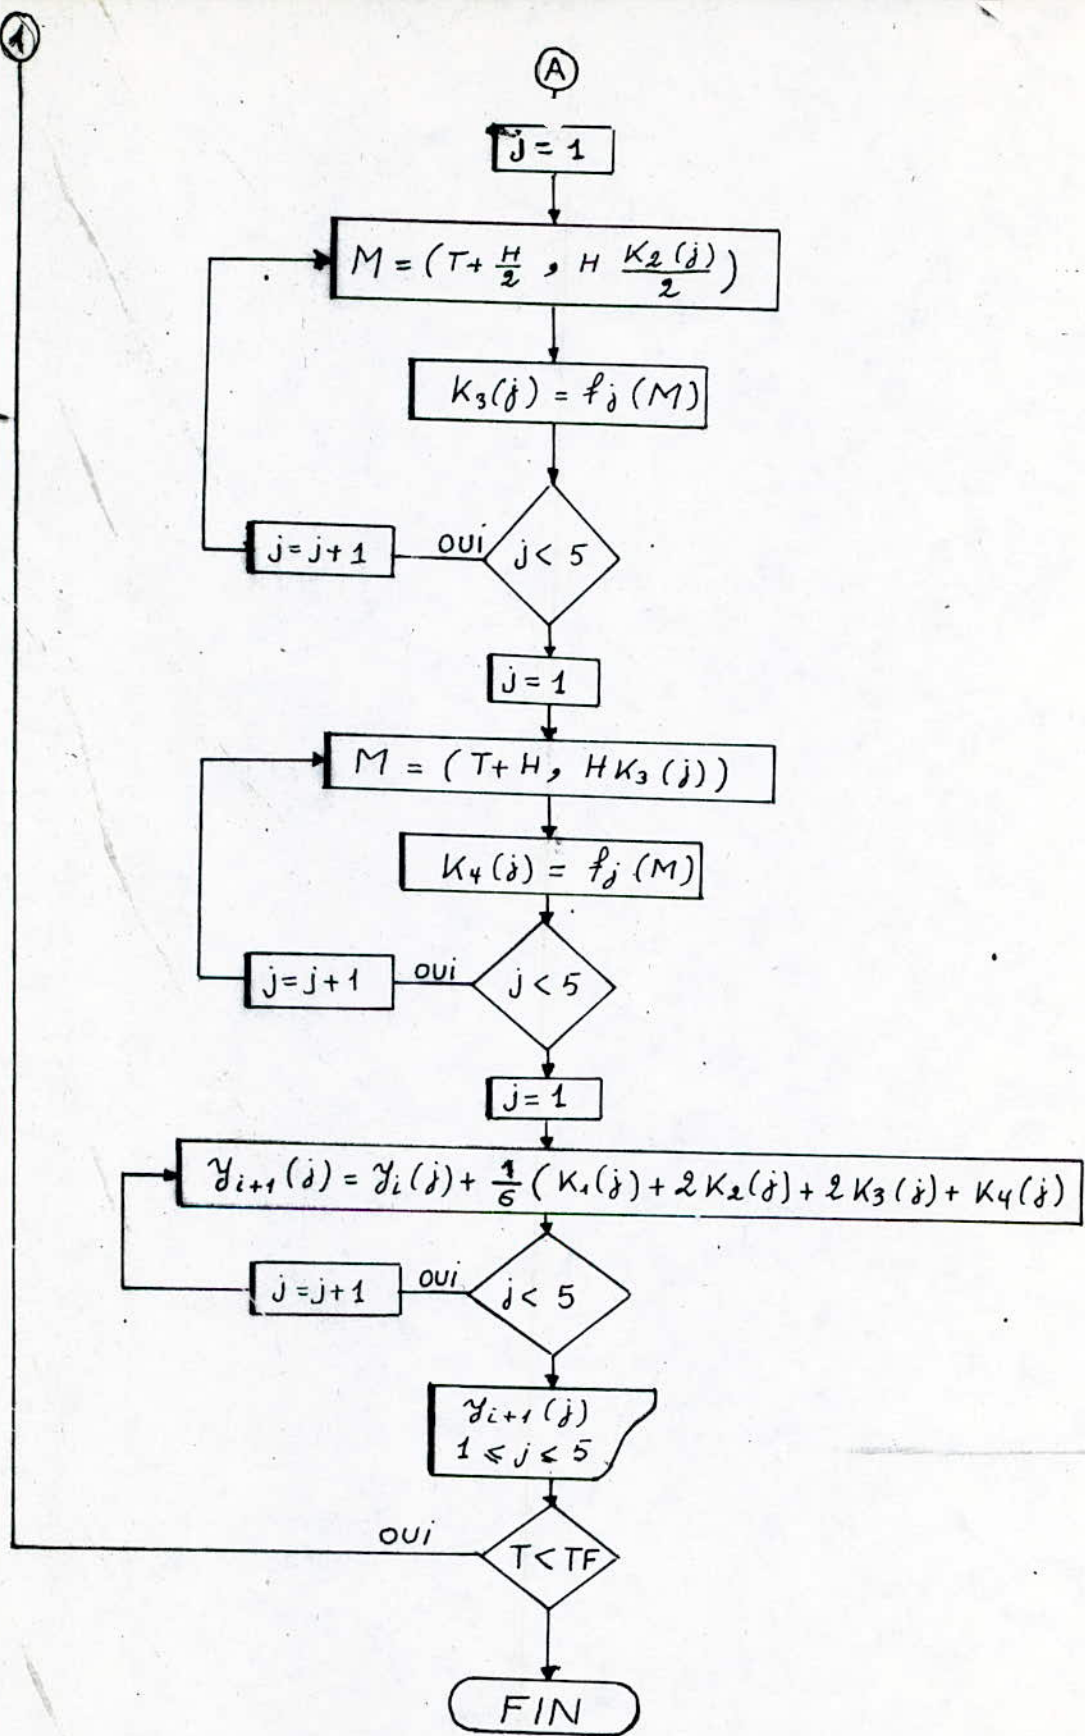 1
A
j = 1
M = (T + H/2 , H K₂(j)/2)
K₃(j) = fj (M)
j = j + 1
OUI
j < 5
j = 1
M = ( T + H, H K₃ (j) )
K₄ (j) = fj (M)
j = j + 1
OUI
j < 5
j = 1
yᵢ₊₁ (j) = yᵢ (j) + 1/6 ( K₁(j) + 2 K₂(j) + 2 K₃(j) + K₄(j)
j = j + 1
OUI
j < 5
yᵢ₊₁ (j)
1 ⩽ j ⩽ 5
OUI
T < TF
FIN